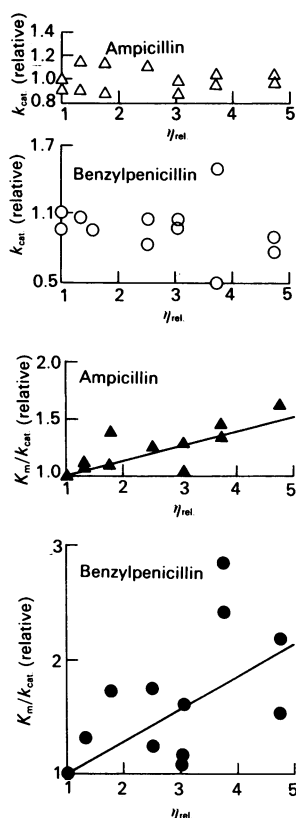 k_cat. (relative)
1.4
1.2
1.0
0.8
Ampicillin
1 2 3 4 5
η_rel.
k_cat. (relative)
1.7
1.1
0.5
Benzylpenicillin
1 2 3 4 5
η_rel.
K_m/k_cat. (relative)
2.0
1.5
1.0
Ampicillin
1 2 3 4 5
η_rel.
K_m/k_cat. (relative)
3
2
1
Benzylpenicillin
1 2 3 4 5
η_rel.